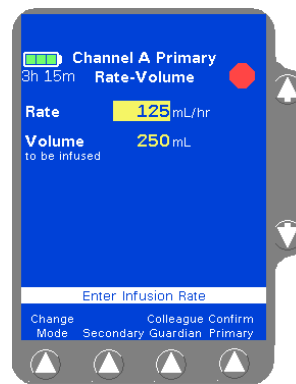 Channel A Primary
3h 15m Rate-Volume
Rate 125 mL/hr
Volume 250 mL
to be infused
Enter Infusion Rate
Change Colleague Confirm
Mode Secondary Guardian Primary